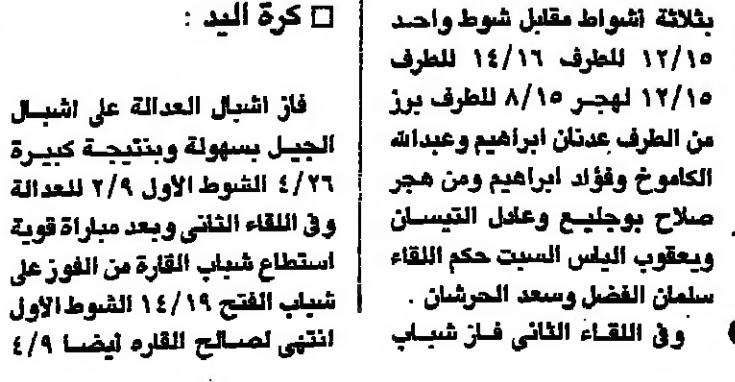 بثلاثة أشواط مقابل شوط واحد
١٢/١٥ للطرف ١٤/١٦ للطرف
١٢/١٥ لهجر ٨/١٥ للطرف برز
من الطرف عدنان ابراهيم وعبدالله
الكاموخ وفؤاد ابراهيم ومن هجر
صلاح بوجليع وعادل التيسان
ويعقوب الياس السبت حكم اللقاء
سلمان الفضل وسعد الحرشان .
وفي اللقاء الثاني فاز شباب
□ كرة اليد :
فاز اشبال العدالة على اشبال
الجيل بسهولة وبنتيجة كبيرة
٤/٢٦ الشوط الأول ٢/٩ للعدالة
وفي اللقاء الثاني وبعد مباراة قوية
استطاع شباب القارة من الفوز على
شباب الفتح ١٤/١٩ الشوط الأول
انتهى لصالح القاره أيضا ٤/٩